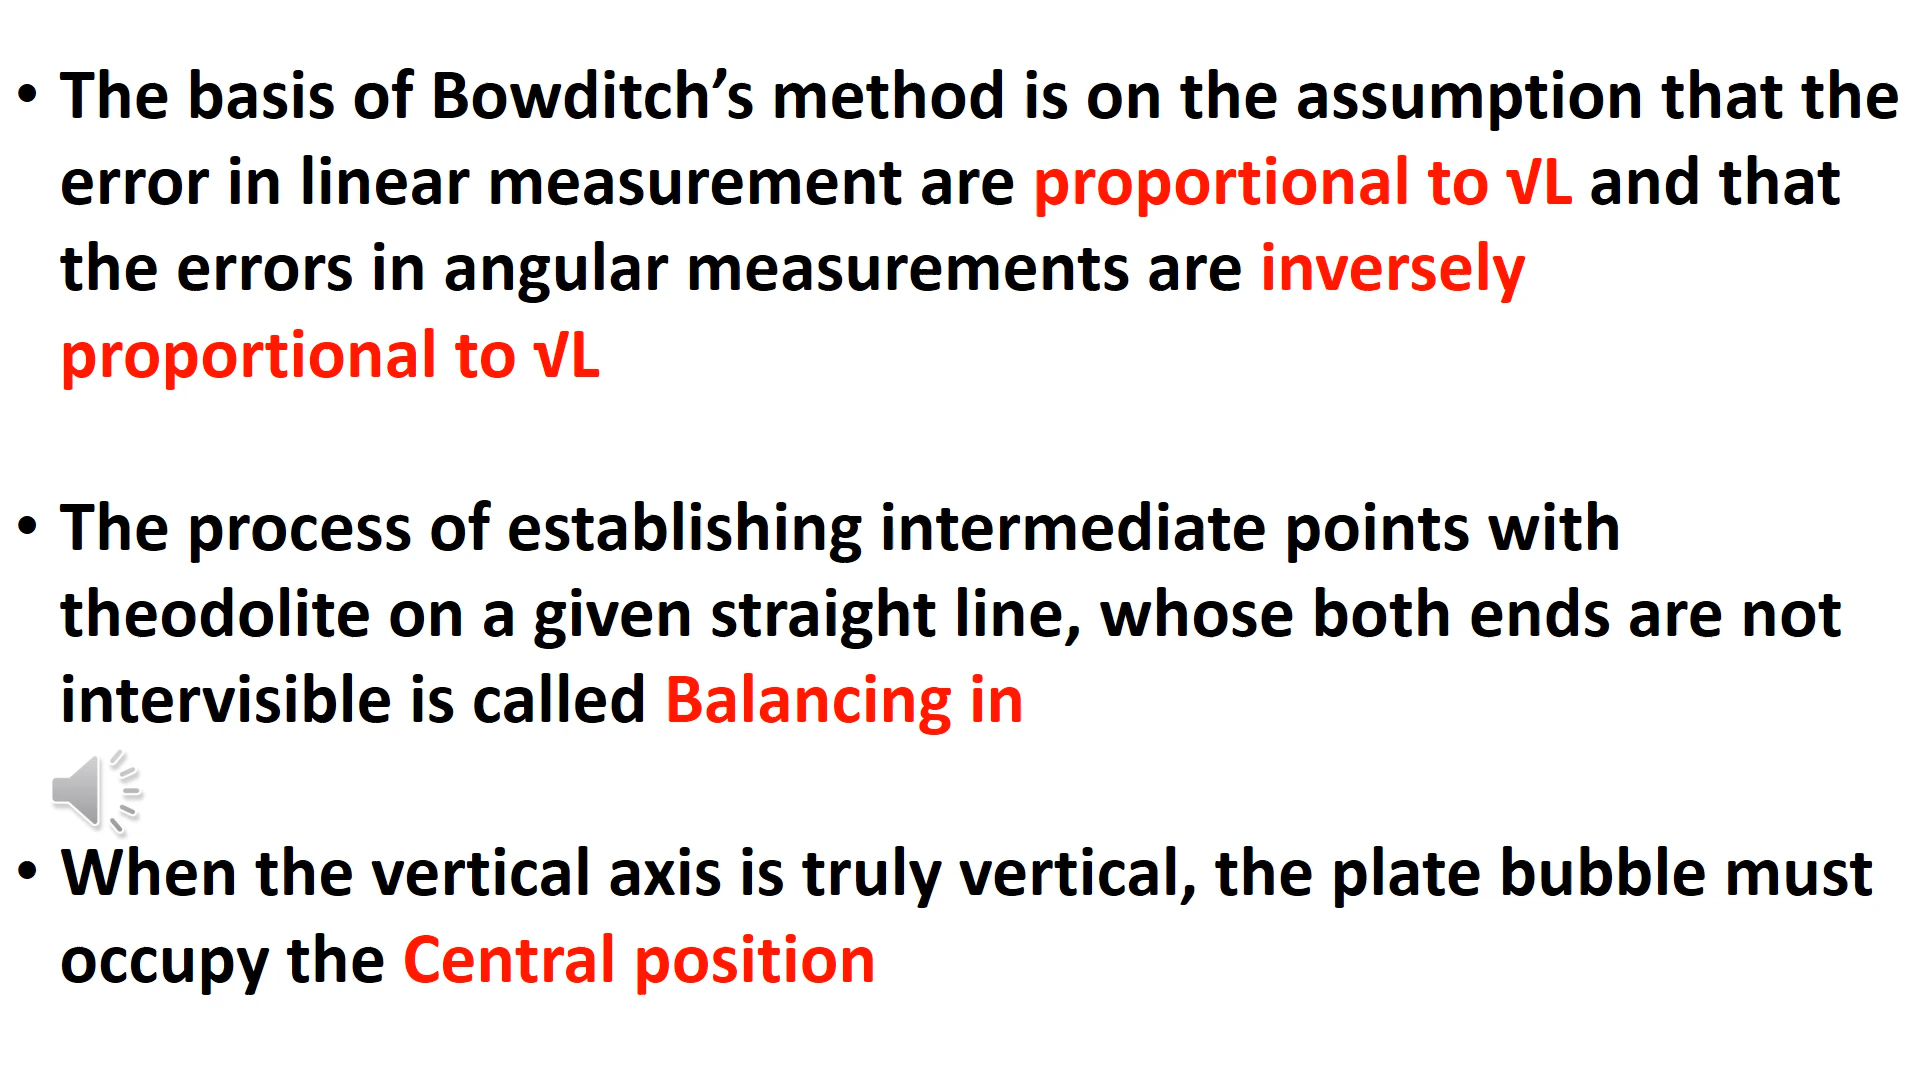 • The basis of Bowditch’s method is on the assumption that the
error in linear measurement are proportional to √L and that
the errors in angular measurements are inversely
proportional to √L
• The process of establishing intermediate points with
theodolite on a given straight line, whose both ends are not
intervisible is called Balancing in
• When the vertical axis is truly vertical, the plate bubble must
occupy the Central position